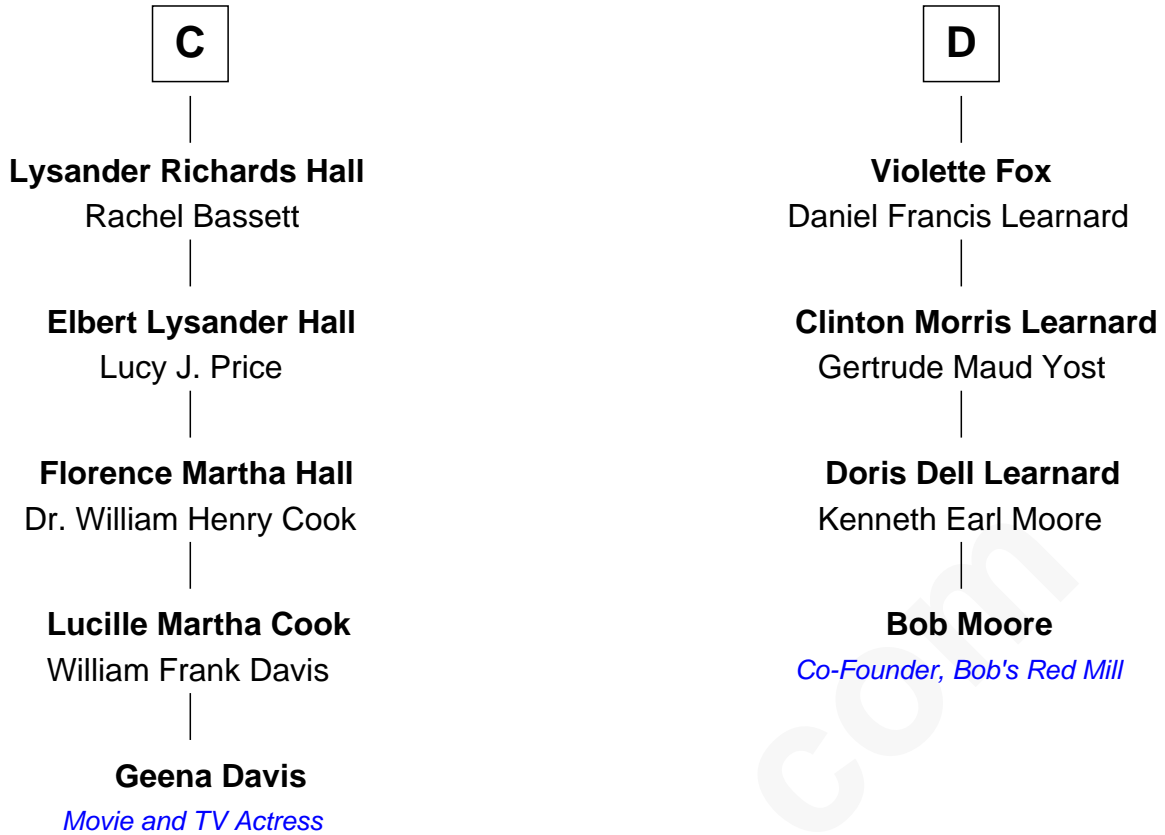 C
Lysander Richards Hall
Rachel Bassett
Elbert Lysander Hall
Lucy J. Price
Florence Martha Hall
Dr. William Henry Cook
Lucille Martha Cook
William Frank Davis
Geena Davis
Movie and TV Actress
D
Violette Fox
Daniel Francis Learnard
Clinton Morris Learnard
Gertrude Maud Yost
Doris Dell Learnard
Kenneth Earl Moore
Bob Moore
Co-Founder, Bob's Red Mill
com